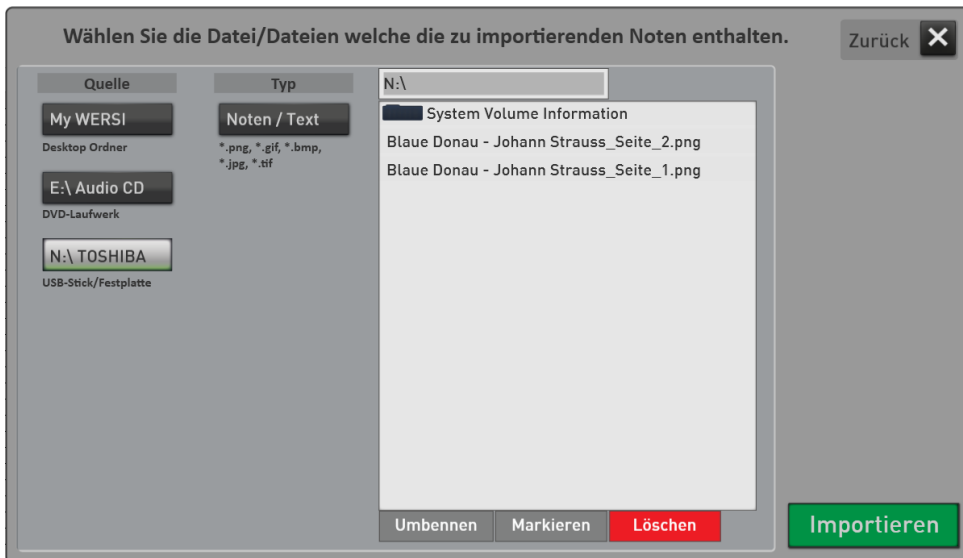 Wählen Sie die Datei/Dateien welche die zu importierenden Noten enthalten.
Zurück
Quelle
My WERSI
Desktop Ordner
E:\ Audio CD
DVD-Laufwerk
N:\ TOSHIBA
USB-Stick/Festplatte
Typ
Noten / Text
*.png, *.gif, *.bmp,
*.jpg, *.tif
N:\
System Volume Information
Blaue Donau - Johann Strauss_Seite_2.png
Blaue Donau - Johann Strauss_Seite_1.png
Umbennen
Markieren
Löschen
Importieren